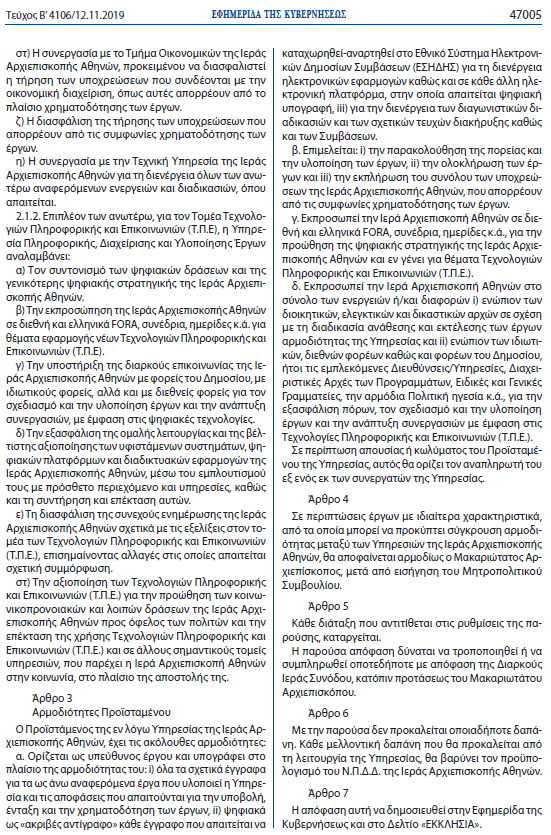 Τεύχος Β’ 4106/12.11.2019
ΕΦΗΜΕΡΙΔΑ ΤΗΣ ΚΥΒΕΡΝΗΣΕΩΣ
47005
στ) Η συνεργασία με το Τμήμα Οικονομικών της Ιεράς
Αρχιεπισκοπής Αθηνών, προκειμένου να διασφαλιστεί
η τήρηση των υποχρεώσεων που συνδέονται με την
οικονομική διαχείριση, όπως αυτές απορρέουν από το
πλαίσιο χρηματοδότησης των έργων.
ζ) Η διασφάλιση της τήρησης των υποχρεώσεων που
απορρέουν από τις συμφωνίες χρηματοδότησης των
έργων.
η) Η συνεργασία με την Τεχνική Υπηρεσία της Ιεράς
Αρχιεπισκοπής Αθηνών για τη διενέργεια όλων των ανω-
τέρω αναφερόμενων ενεργειών και διαδικασιών, όπου
απαιτείται.
2.1.2. Επιπλέον των ανωτέρω, για τον Τομέα Τεχνολο-
γιών Πληροφορικής και Επικοινωνιών (Τ.Π.Ε), η Υπηρε-
σία Πληροφορικής, Διαχείρισης και Υλοποίησης Έργων
αναλαμβάνει:
α) Τον συντονισμό των ψηφιακών δράσεων και της
γενικότερης ψηφιακής στρατηγικής της Ιεράς Αρχιεπι-
σκοπής Αθηνών.
β) Την εκπροσώπηση της Ιεράς Αρχιεπισκοπής Αθηνών
σε διεθνή και ελληνικά FORA, συνέδρια, ημερίδες κ.ά. για
θέματα εφαρμογής νέων Τεχνολογιών Πληροφορικής και
Επικοινωνιών (Τ.Π.Ε).
γ) Την υποστήριξη της διαρκούς επικοινωνίας της Ιε-
ράς Αρχιεπισκοπής Αθηνών με φορείς του Δημοσίου, με
ιδιωτικούς φορείς, αλλά και με διεθνείς φορείς για τον
σχεδιασμό και την υλοποίηση έργων και την ανάπτυξη
συνεργασιών, με έμφαση στις ψηφιακές τεχνολογίες.
δ) Την εξασφάλιση της ομαλής λειτουργίας και της βέλ-
τιστης αξιοποίησης των υφιστάμενων συστημάτων, ψη-
φιακών πλατφορμών και διαδικτυακών εφαρμογών της
Ιεράς Αρχιεπισκοπής Αθηνών, μέσω του εμπλουτισμού
τους με πρόσθετο περιεχόμενο και υπηρεσίες, καθώς
και τη συντήρηση και επέκταση αυτών.
ε) Τη διασφάλιση της συνεχούς ενημέρωσης της Ιεράς
Αρχιεπισκοπής Αθηνών σχετικά με τις εξελίξεις στον το-
μέα των Τεχνολογιών Πληροφορικής και Επικοινωνιών
(Τ.Π.Ε.), επισημαίνοντας αλλαγές στις οποίες απαιτείται
σχετική συμμόρφωση.
στ) Την αξιοποίηση των Τεχνολογιών Πληροφορικής
και Επικοινωνιών (Τ.Π.Ε.) για την προώθηση των κοινω-
νικοπρονοιακών και λοιπών δράσεων της Ιεράς Αρχι-
επισκοπής Αθηνών προς όφελος των πολιτών και την
επέκταση της χρήσης Τεχνολογιών Πληροφορικής και
Επικοινωνιών (Τ.Π.Ε.) και σε άλλους σημαντικούς τομείς
υπηρεσιών, που παρέχει η Ιερά Αρχιεπισκοπή Αθηνών
στην κοινωνία, στο πλαίσιο της αποστολής της.
Άρθρο 3
Αρμοδιότητες Προϊσταμένου
Ο Προϊστάμενος της εν λόγω Υπηρεσίας της Ιεράς Αρ-
χιεπισκοπής Αθηνών, έχει τις ακόλουθες αρμοδιότητες:
α. Ορίζεται ως υπεύθυνος έργου και υπογράφει στο
πλαίσιο της αρμοδιότητας του: i) όλα τα σχετικά έγγραφα
για τα ως άνω αναφερόμενα έργα που υλοποιεί η Υπηρε-
σία και τις αποφάσεις που απαιτούνται για την υποβολή,
ένταξη και την χρηματοδότηση των έργων, ii) ψηφιακά
ως «ακριβές αντίγραφο» κάθε έγγραφο που απαιτείται να
καταχωρηθεί-αναρτηθεί στο Εθνικό Σύστημα Ηλεκτρονι-
κών Δημοσίων Συμβάσεων (ΕΣΗΔΗΣ) για τη διενέργεια
ηλεκτρονικών εφαρμογών καθώς και σε κάθε άλλη ηλε-
κτρονική πλατφόρμα, στην οποία απαιτείται ψηφιακή
υπογραφή, iii) για την διενέργεια των διαγωνιστικών δι-
αδικασιών και των σχετικών τευχών διακήρυξης καθώς
και των Συμβάσεων.
β. Επιμελείται: i) την παρακολούθηση της πορείας και
την υλοποίηση των έργων, ii) την ολοκλήρωση των έρ-
γων και iii) την εκπλήρωση του συνόλου των υποχρεώ-
σεων της Ιεράς Αρχιεπισκοπής Αθηνών, που απορρέουν
από τις συμφωνίες χρηματοδότησης των έργων.
γ. Εκπροσωπεί την Ιερά Αρχιεπισκοπή Αθηνών σε διε-
θνή και ελληνικά FORA, συνέδρια, ημερίδες κ.ά., για την
προώθηση της ψηφιακής στρατηγικής της Ιεράς Αρχιε-
πισκοπής Αθηνών και εν γένει για θέματα Τεχνολογιών
Πληροφορικής και Επικοινωνιών (Τ.Π.Ε.).
δ. Εκπροσωπεί την Ιερά Αρχιεπισκοπή Αθηνών στο
σύνολο των ενεργειών ή/και διαφορών i) ενώπιον των
διοικητικών, ελεγκτικών και δικαστικών αρχών σε σχέση
με τη διαδικασία ανάθεσης και εκτέλεσης των έργων
αρμοδιότητας της Υπηρεσίας και ii) ενώπιον των ιδιωτι-
κών, διεθνών φορέων καθώς και φορέων του Δημοσίου,
ήτοι τις εμπλεκόμενες Διευθύνσεις/Υπηρεσίες, Διαχει-
ριστικές Αρχές των Προγραμμάτων, Ειδικές και Γενικές
Γραμματείες, την αρμόδια Πολιτική ηγεσία κ.ά., για την
εξασφάλιση πόρων, τον σχεδιασμό και την υλοποίηση
έργων και την ανάπτυξη συνεργασιών με έμφαση στις
Τεχνολογίες Πληροφορικής και Επικοινωνιών (Τ.Π.Ε.).
Σε περίπτωση απουσίας ή κωλύματος του Προϊσταμέ-
νου της Υπηρεσίας, αυτός θα ορίζει τον αναπληρωτή του
εξ ενός εκ των συνεργατών της Υπηρεσίας.
Άρθρο 4
Σε περιπτώσεις έργων με ιδιαίτερα χαρακτηριστικά,
από τα οποία μπορεί να προκύπτει σύγκρουση αρμοδιό-
τητας μεταξύ των Υπηρεσιών της Ιεράς Αρχιεπισκοπής
Αθηνών, θα αποφαίνεται αρμοδίως ο Μακαριώτατος Αρ-
χιεπίσκοπος, μετά από εισήγηση του Μητροπολιτικού
Συμβουλίου.
Άρθρο 5
Κάθε διάταξη που αντιτίθεται στις ρυθμίσεις της πα-
ρούσης, καταργείται.
Η παρούσα απόφαση δύναται να τροποποιηθεί ή να
συμπληρωθεί οποτεδήποτε με απόφαση της Διαρκούς
Ιεράς Συνόδου, κατόπιν προτάσεως του Μακαριωτάτου
Αρχιεπισκόπου.
Άρθρο 6
Με την παρούσα δεν προκαλείται οποιαδήποτε δαπά-
νη. Κάθε μελλοντική δαπάνη που θα προκαλείται από
τη λειτουργία της Υπηρεσίας, θα βαρύνει τον προϋπο-
λογισμό του Ν.Π.Δ.Δ. της Ιεράς Αρχιεπισκοπής Αθηνών.
Άρθρο 7
Η απόφαση αυτή να δημοσιευθεί στην Εφημερίδα της
Κυβερνήσεως και στο Δελτίο «ΕΚΚΛΗΣΙΑ».